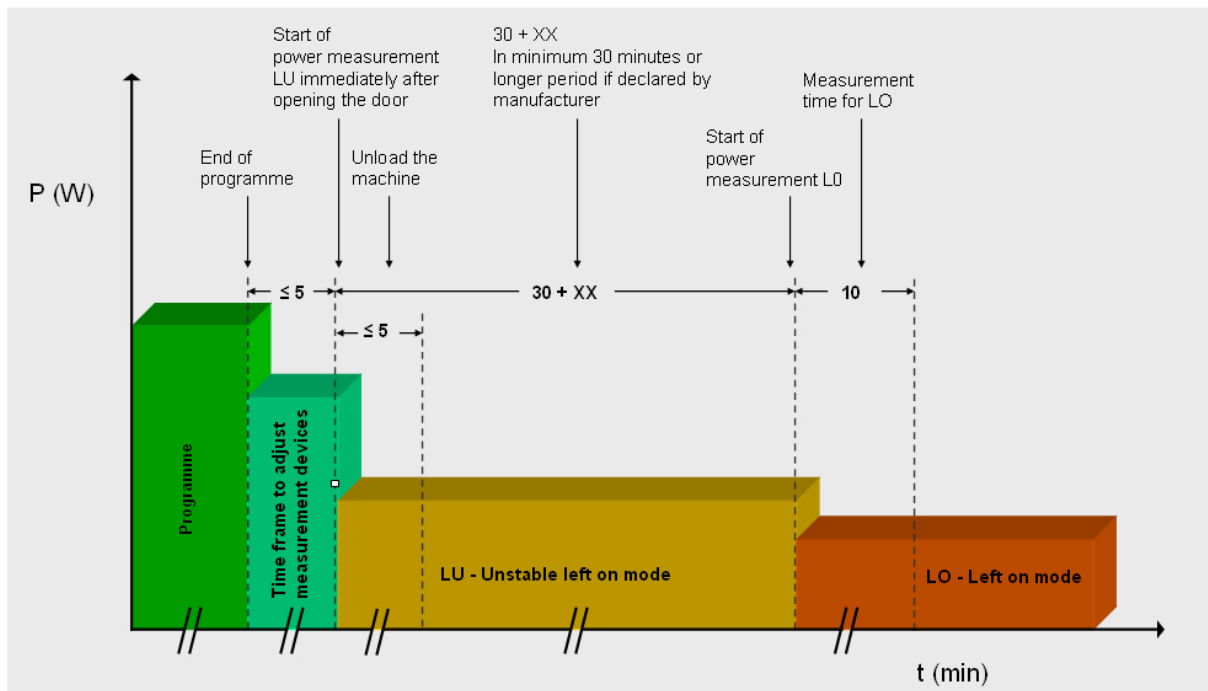 Start of
power measurement
LU immediately after
opening the door
30 + XX
In minimum 30 minutes or
longer period if declared by
manufacturer
Measurement
time for LO
End of
programme
Unload the
machine
Start of
power
measurement L0
P (W)
≤ 5
30 + XX
10
≤ 5
Programme
Time frame to adjust
measurement devices
LU - Unstable left on mode
LO - Left on mode
t (min)